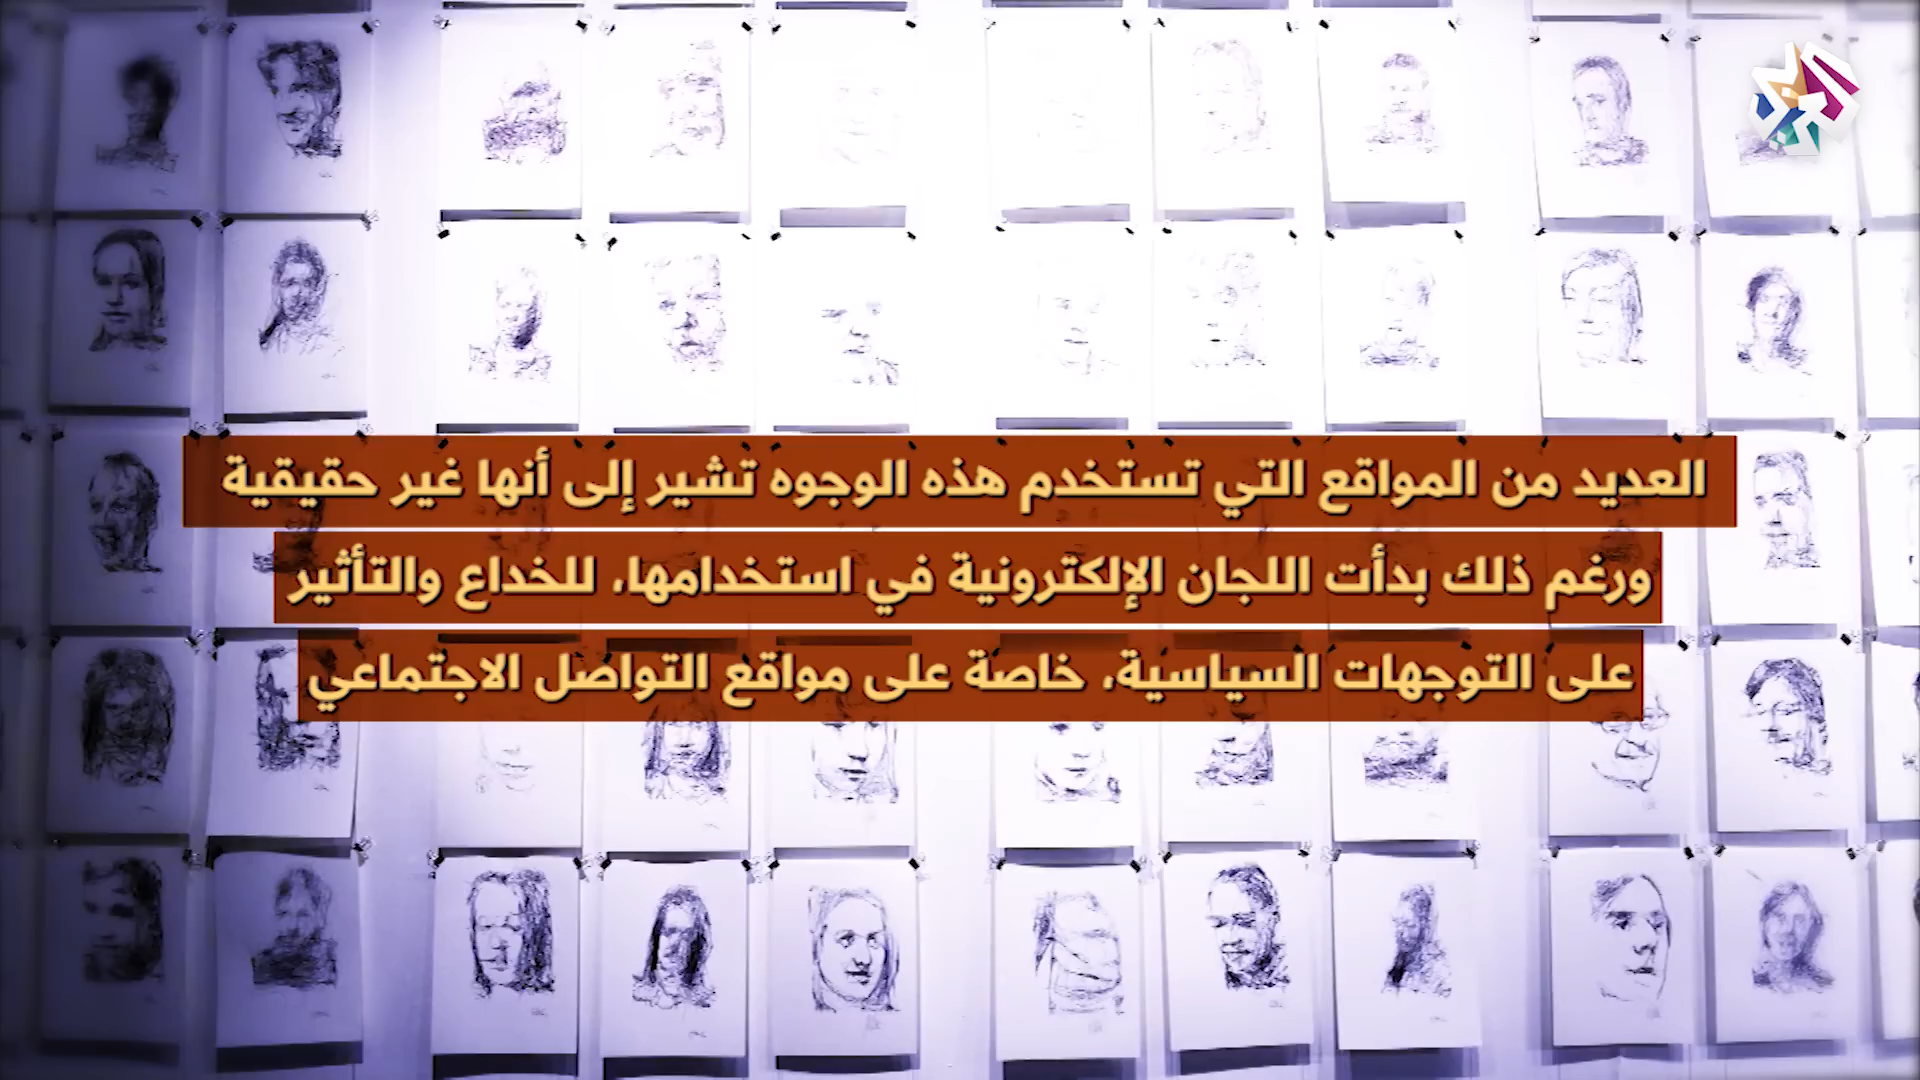 العديد من المواقع التي تستخدم هذه الوجوه تشير إلى أنها غير حقيقية
ورغم ذلك بدأت اللجان الإلكترونية في استخدامها، للخداع والتأثير
على التوجهات السياسية، خاصة على مواقع التواصل الاجتماعي